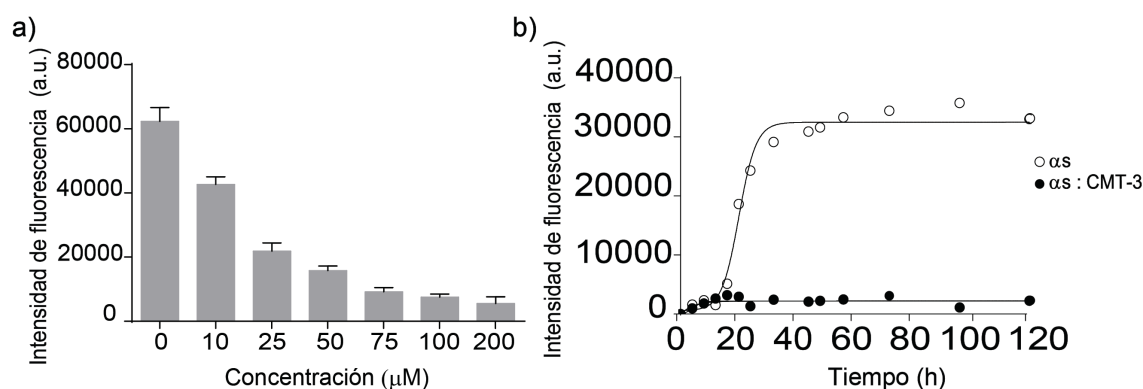 a)
Intensidad de fluorescencia (a.u.)
80000
60000
40000
20000
0
0 10 25 50 75 100 200
Concentración (μM)
b)
Intensidad de fluorescencia (a.u.)
40000
30000
20000
10000
0
0 20 40 60 80 100 120
Tiempo (h)
αs
αs : CMT-3